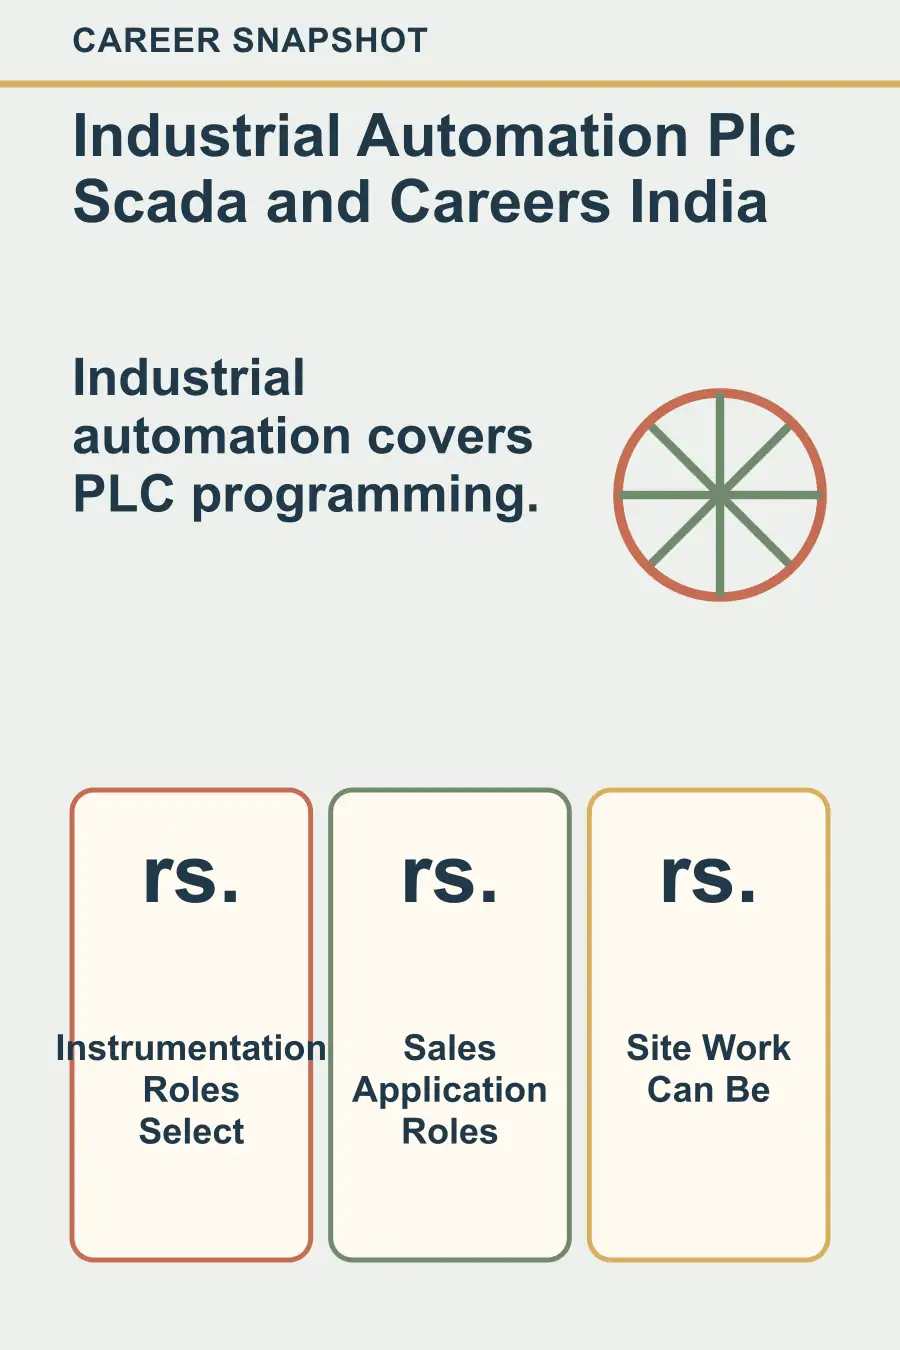 CAREER SNAPSHOT
Industrial Automation Plc
Scada and Careers India
Industrial
automation covers
PLC programming.
rs.
Instrumentation
Roles
Select
rs.
Sales
Application
Roles
rs.
Site Work
Can Be